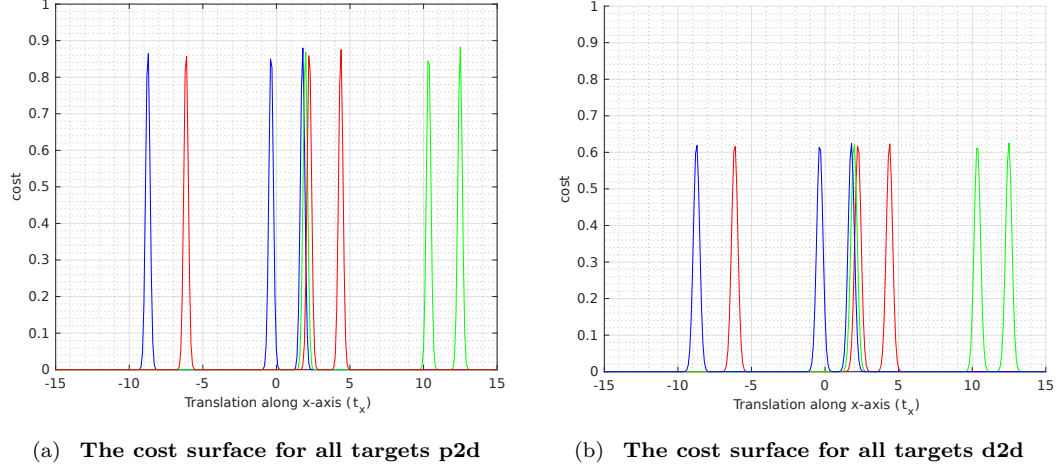 1
0.9
0.8
0.7
0.6
0.5
0.4
0.3
0.2
0.1
0
cost
-15 -10 -5 0 5 10 15
Translation along x-axis (t_x)
(a) The cost surface for all targets p2d
1
0.9
0.8
0.7
0.6
0.5
0.4
0.3
0.2
0.1
0
cost
-15 -10 -5 0 5 10 15
Translation along x-axis (t_x)
(b) The cost surface for all targets d2d